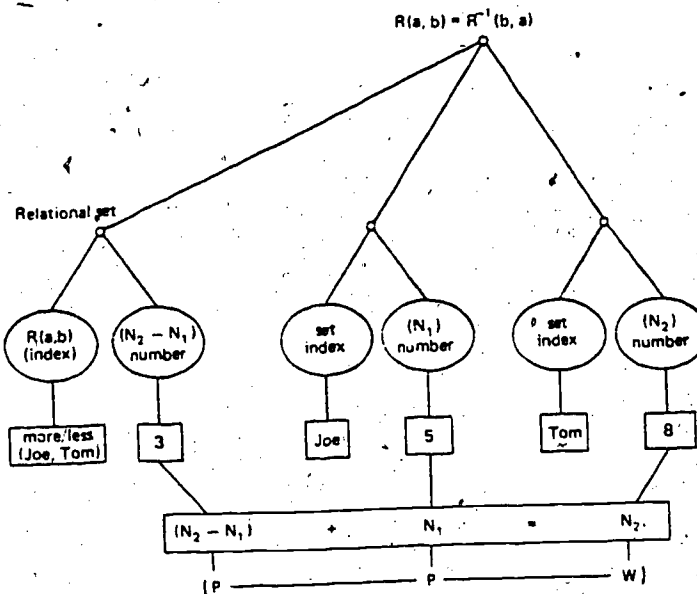 R(a, b) = R⁻¹(b, a)
Relational set
R(a,b)
(index)
(N₂ − N₁)
number
set
index
(N₁)
number
set
index
(N₂)
number
more/less
(Joe, Tom)
3
Joe
5
Tom
8
(N₂ − N₁) + N₁ = N₂
(P P W)